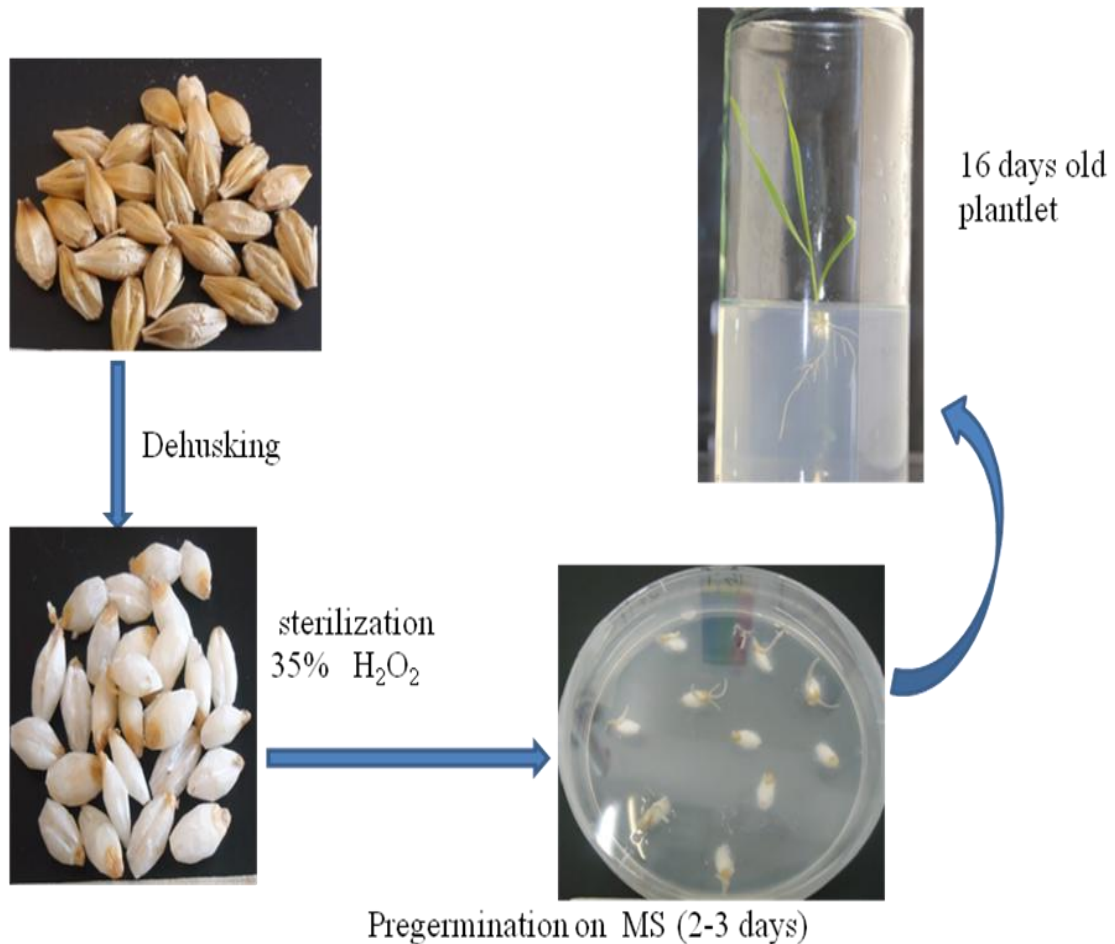 16 days old
plantlet
Dehusking
sterilization
35% H₂O₂
Pregermination on MS (2-3 days)